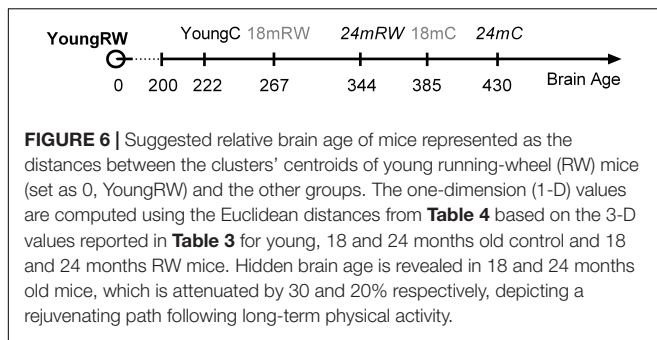 YoungRW YoungC 18mRW 24mRW 18mC 24mC
0 200 222 267 344 385 430 Brain Age
FIGURE 6 | Suggested relative brain age of mice represented as the
distances between the clusters' centroids of young running-wheel (RW) mice
(set as 0, YoungRW) and the other groups. The one-dimension (1-D) values
are computed using the Euclidean distances from Table 4 based on the 3-D
values reported in Table 3 for young, 18 and 24 months old control and 18
and 24 months RW mice. Hidden brain age is revealed in 18 and 24 months
old mice, which is attenuated by 30 and 20% respectively, depicting a
rejuvenating path following long-term physical activity.